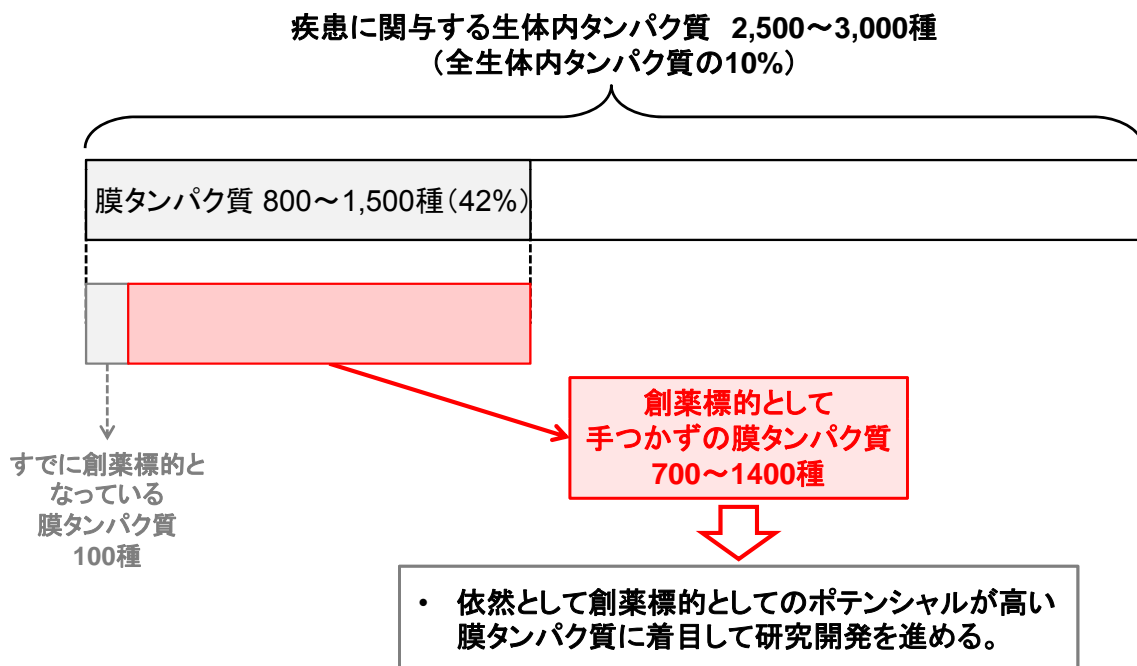 疾患に関与する生体内タンパク質 2,500～3,000種
（全生体内タンパク質の10%）
膜タンパク質 800～1,500種（42%）
創薬標的として
手つかずの膜タンパク質
700～1400種
すでに創薬標的と
なっている
膜タンパク質
100種
• 依然として創薬標的としてのポテンシャルが高い
膜タンパク質に着目して研究開発を進める。